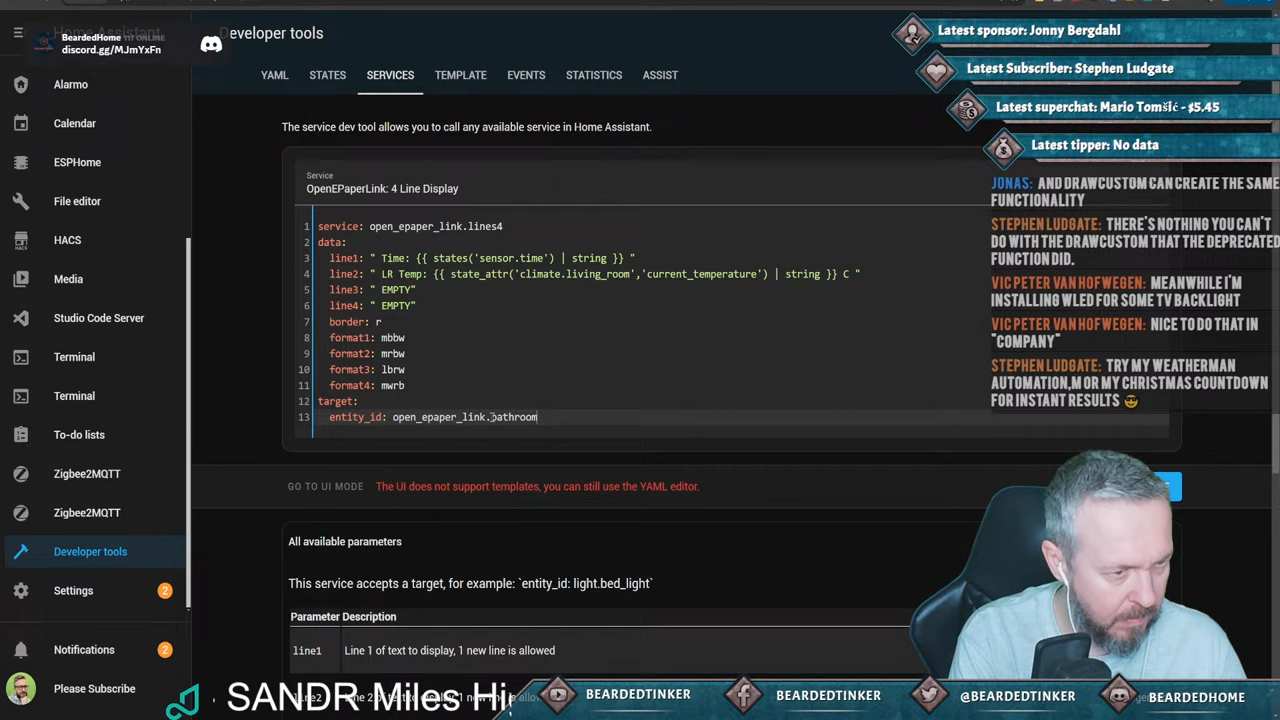 Home Assistant
BeardedHome 117 ONLINE
discord.gg/MJmYxFn
Developer tools
Alarmo
Calendar
ESPHome
File editor
HACS
Media
Studio Code Server
Terminal
Terminal
To-do lists
Zigbee2MQTT
Zigbee2MQTT
Developer tools
Settings
2
Notifications
2
Please Subscribe
YAML
STATES
SERVICES
TEMPLATE
EVENTS
STATISTICS
ASSIST
The service dev tool allows you to call any available service in Home Assistant.
Service
OpenEPaperLink: 4 Line Display
1 service: open_epaper_link.lines4
2 data:
3 line1: " Time: {{ states('sensor.time') | string }} "
4 line2: " LR Temp: {{ state_attr('climate.living_room','current_temperature') | string }} C "
5 line3: " EMPTY"
6 line4: " EMPTY"
7 border: r
8 format1: mbbw
9 format2: mrbw
10 format3: lbrw
11 format4: mwrb
12 target:
13 entity_id: open_epaper_link.bathroom
GO TO UI MODE
The UI does not support templates, you can still use the YAML editor.
All available parameters
This service accepts a target, for example: `entity_id: light.bed_light`
Parameter Description
line1 Line 1 of text to display, 1 new line is allowed
Latest sponsor: Jonny Bergdahl
Latest Subscriber: Stephen Ludgate
Latest superchat: Mario Tomšić - $5.45
Latest tipper: No data
JONAS: AND DRAWCUSTOM CAN CREATE THE SAME
FUNCTIONALITY
STEPHEN LUDGATE: THERE'S NOTHING YOU CAN'T
DO WITH THE DRAWCUSTOM THAT THE DEPRECATED
FUNCTION DID.
VIC PETER VAN HOFWEGEN: MEANWHILE I'M
INSTALLING WLED FOR SOME TV BACKLIGHT
VIC PETER VAN HOFWEGEN: NICE TO DO THAT IN
"COMPANY"
STEPHEN LUDGATE: TRY MY WEATHERMAN
AUTOMATION,M OR MY CHRISTMAS COUNTDOWN
FOR INSTANT RESULTS 😎
SANDR Miles Hi
BEARDEDTINKER
BEARDEDTINKER
@BEARDEDTINKER
BEARDEDHOME